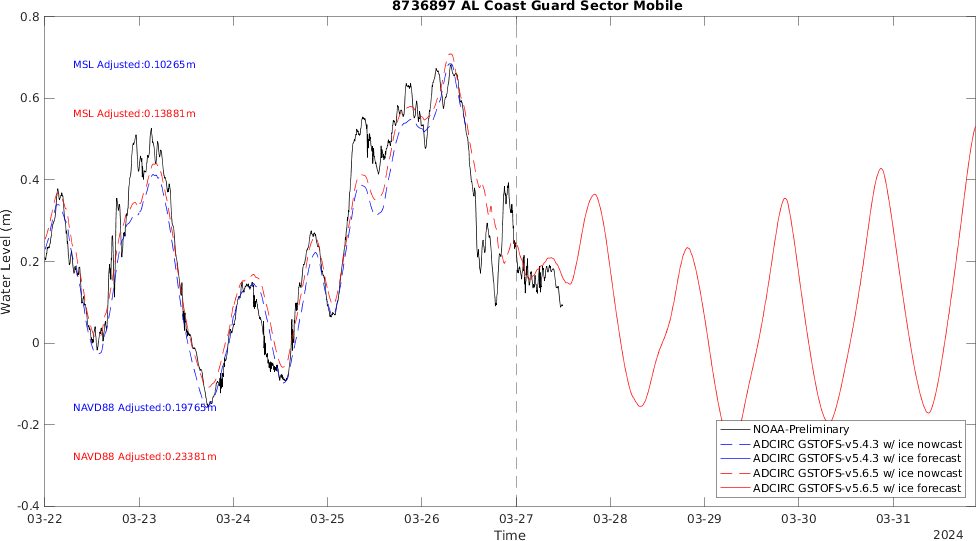 8736897 AL Coast Guard Sector Mobile
0.8
MSL Adjusted:0.10265m
0.6
MSL Adjusted:0.13881m
0.4
Water Level (m)
0.2
0
NAVD88 Adjusted:0.19765m
-0.2
NAVD88 Adjusted:0.23381m
-0.4
NOAA-Preliminary
ADCIRC GSTOFS-v5.4.3 w/ ice nowcast
ADCIRC GSTOFS-v5.4.3 w/ ice forecast
ADCIRC GSTOFS-v5.6.5 w/ ice nowcast
ADCIRC GSTOFS-v5.6.5 w/ ice forecast
03-22 03-23 03-24 03-25 03-26 03-27 03-28 03-29 03-30 03-31
Time
2024